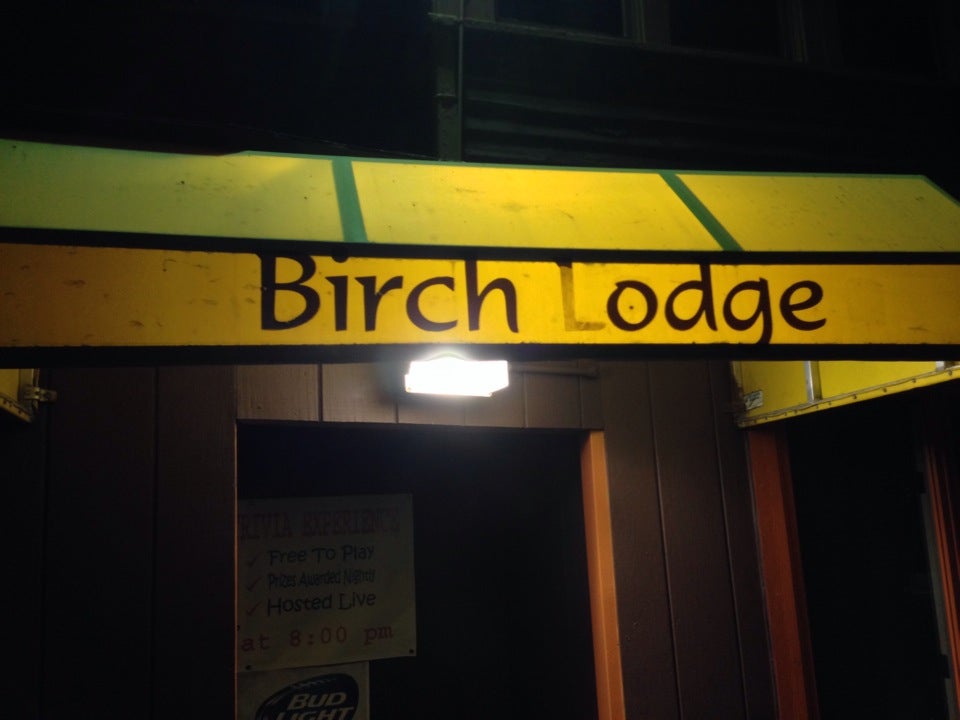 Birch Lodge
RIVIA EXPERIENCE
Free To Play
Prizes Awarded Nightly
Hosted Live
at 8:00 pm
BUD
LIGHT